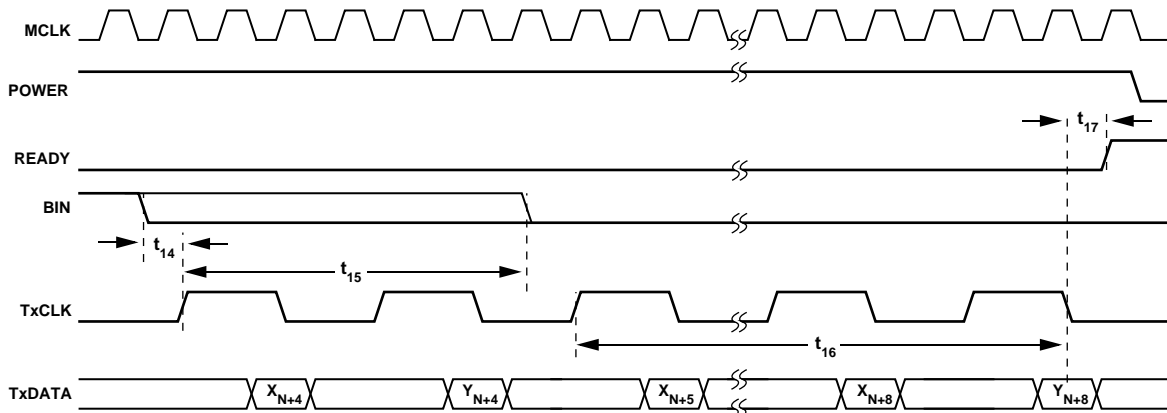 MCLK
POWER
t17
READY
BIN
t14
t15
TxCLK
t16
TxDATA XN+4 YN+4 XN+5 XN+8 YN+8